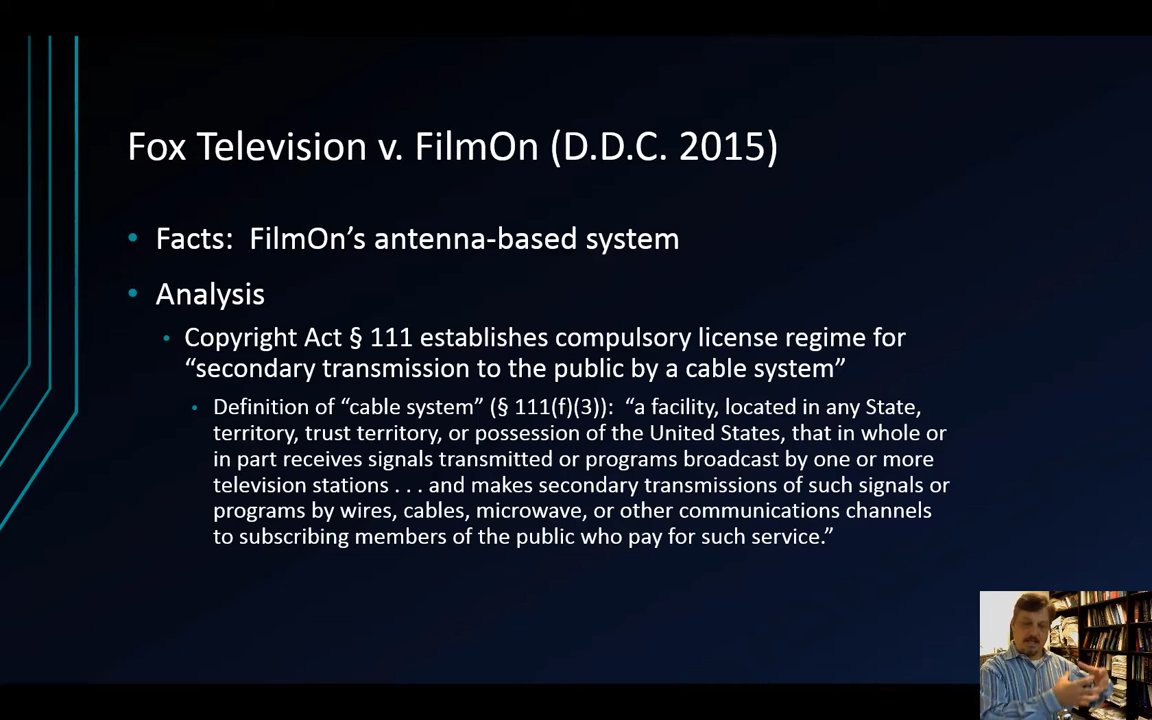 Fox Television v. FilmOn (D.D.C. 2015)
• Facts:  FilmOn’s antenna-based system
• Analysis
• Copyright Act § 111 establishes compulsory license regime for
“secondary transmission to the public by a cable system”
• Definition of “cable system” (§ 111(f)(3)):  “a facility, located in any State,
territory, trust territory, or possession of the United States, that in whole or
in part receives signals transmitted or programs broadcast by one or more
television stations . . . and makes secondary transmissions of such signals or
programs by wires, cables, microwave, or other communications channels
to subscribing members of the public who pay for such service.”